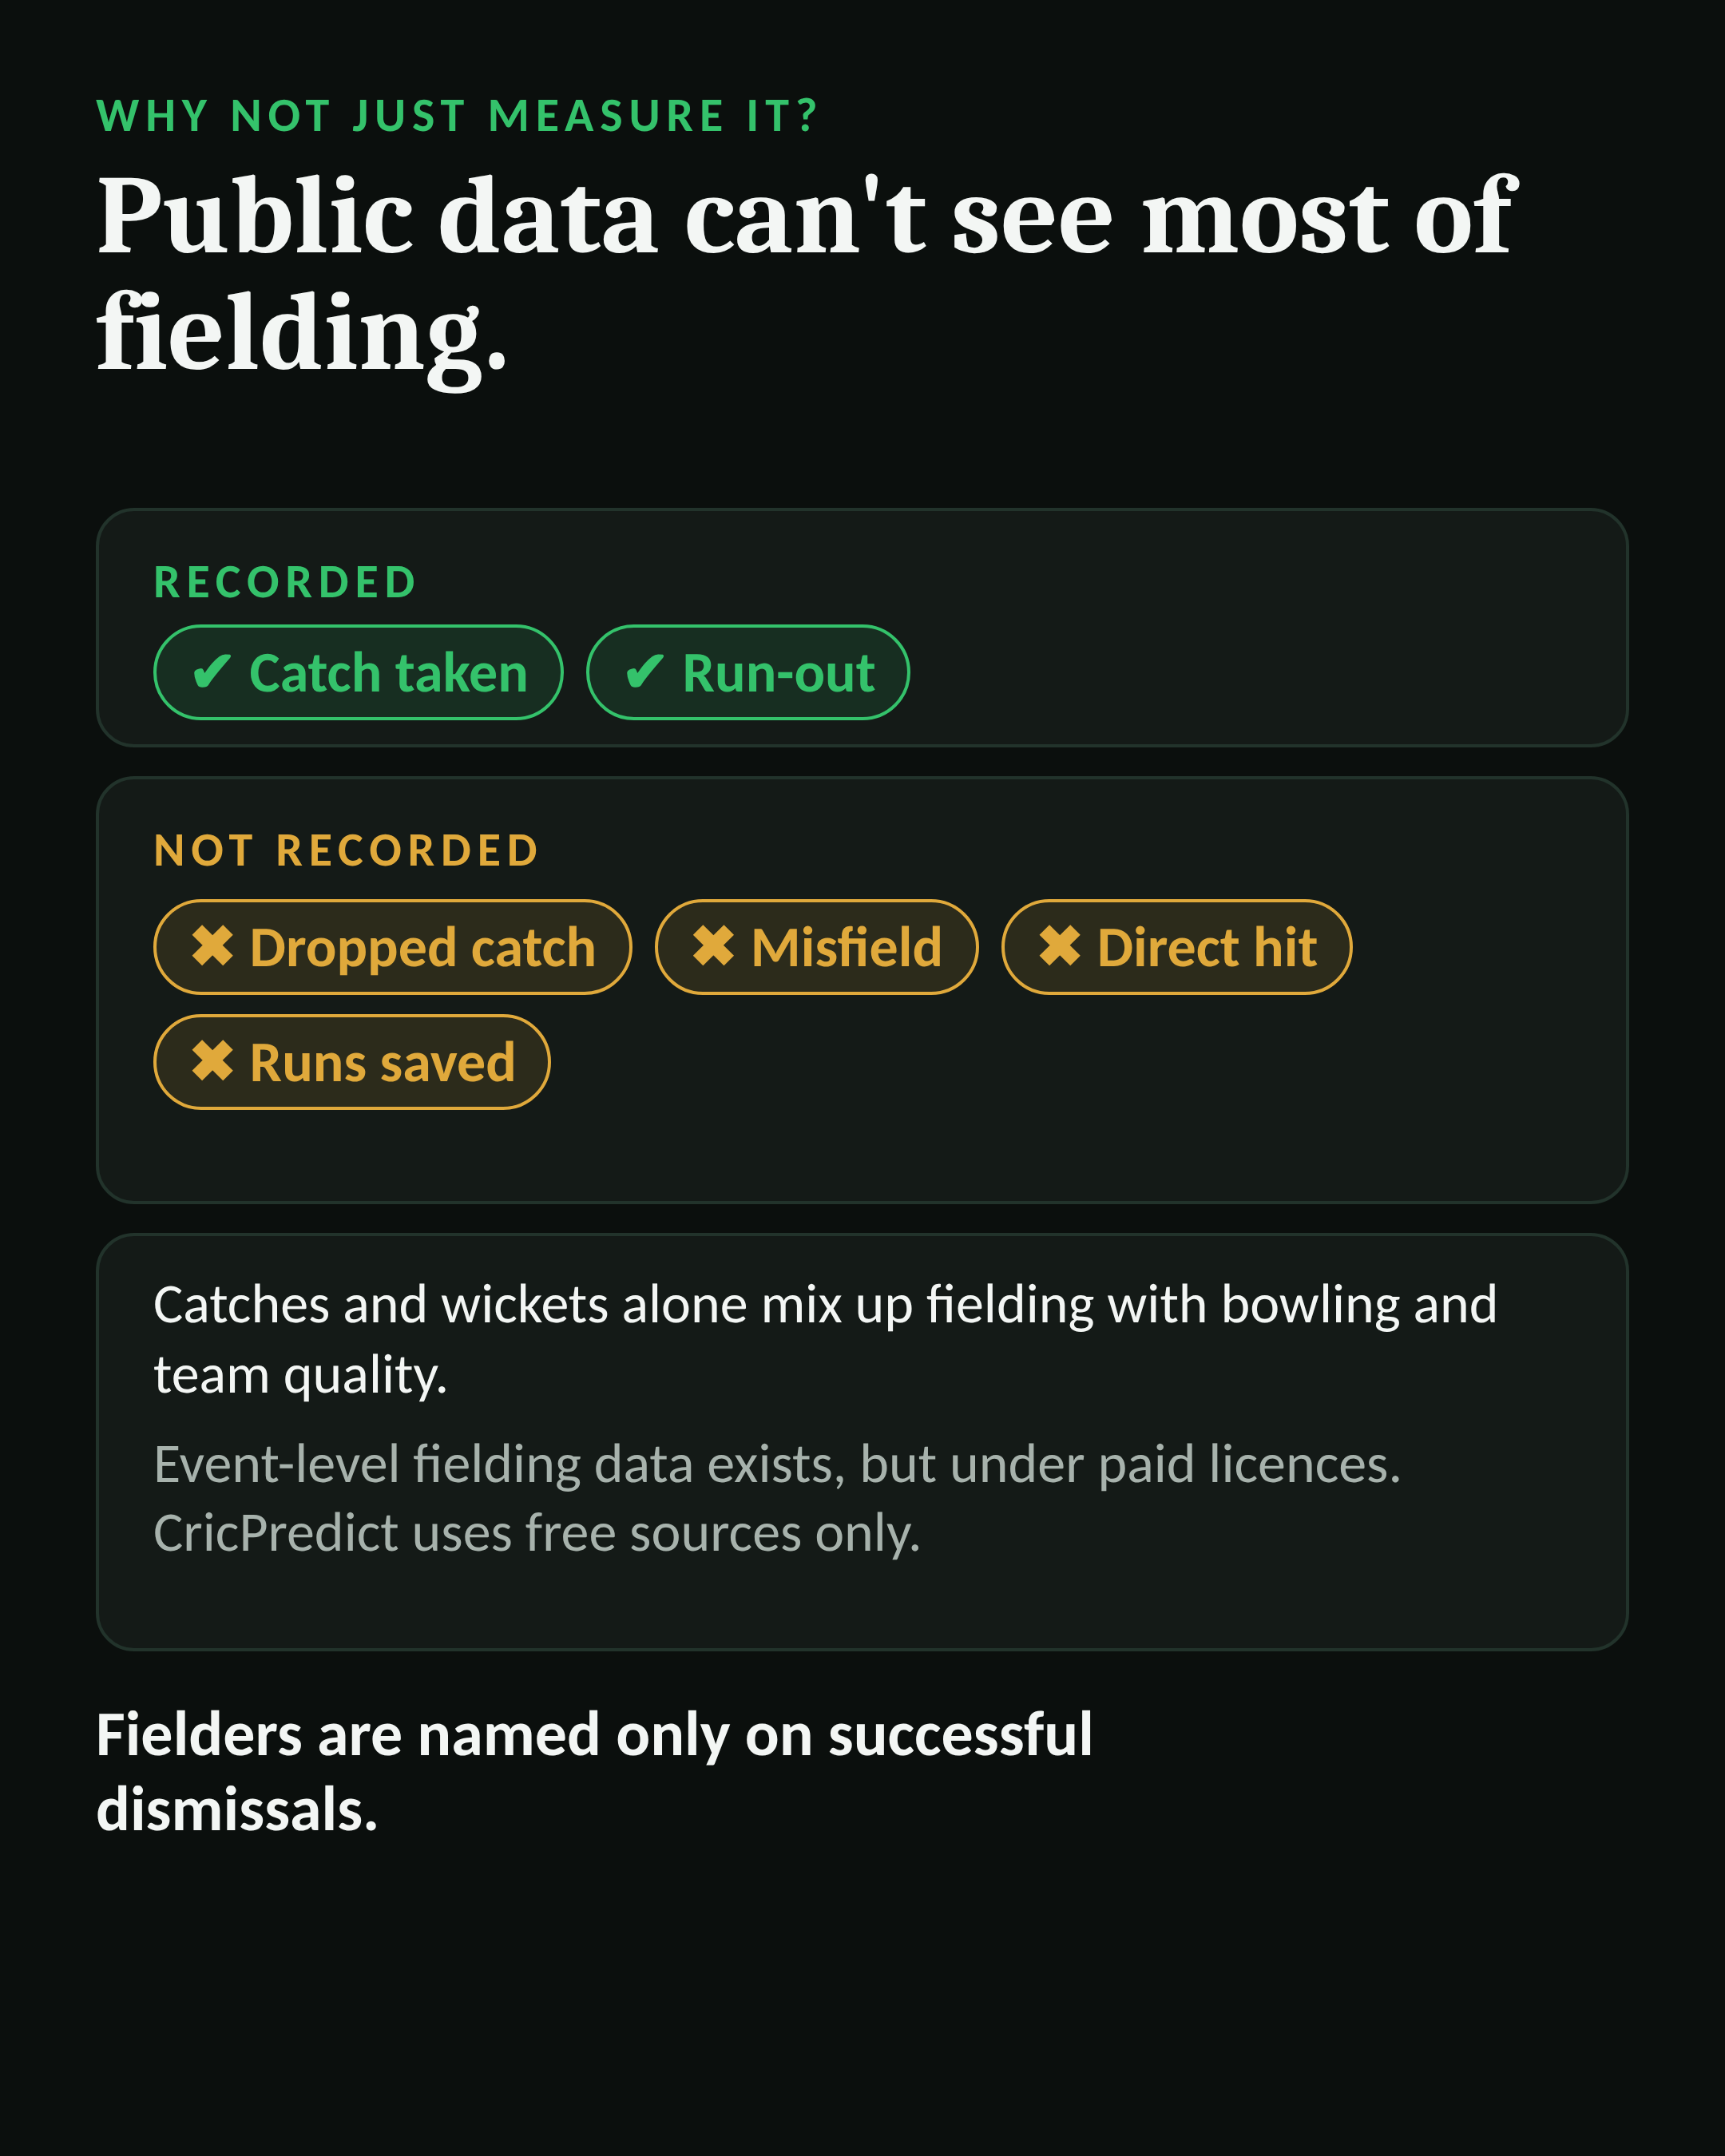 WHY NOT JUST MEASURE IT?
Public data can't see most of
fielding.
RECORDED
✔ Catch taken ✔ Run-out
NOT RECORDED
✖ Dropped catch ✖ Misfield ✖ Direct hit
✖ Runs saved
Catches and wickets alone mix up fielding with bowling and
team quality.
Event-level fielding data exists, but under paid licences.
CricPredict uses free sources only.
Fielders are named only on successful
dismissals.